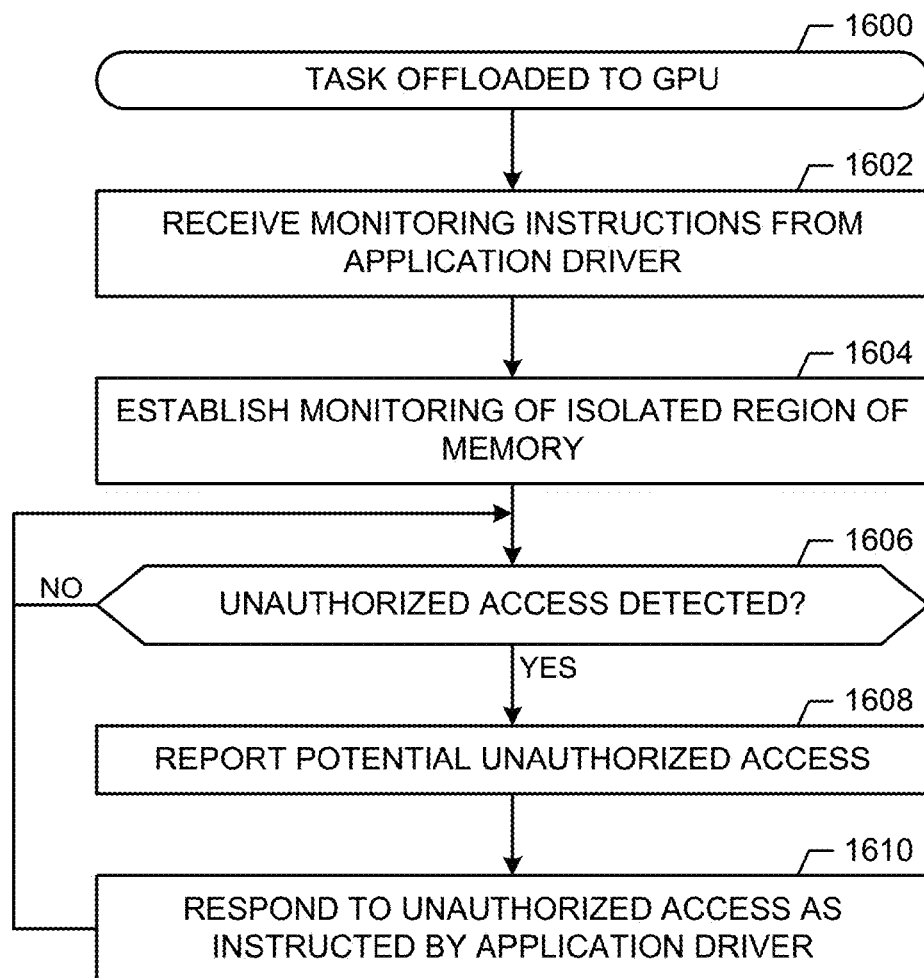 1600
TASK OFFLOADED TO GPU
1602
RECEIVE MONITORING INSTRUCTIONS FROM
APPLICATION DRIVER
1604
ESTABLISH MONITORING OF ISOLATED REGION OF
MEMORY
1606
NO
UNAUTHORIZED ACCESS DETECTED?
YES
1608
REPORT POTENTIAL UNAUTHORIZED ACCESS
1610
RESPOND TO UNAUTHORIZED ACCESS AS
INSTRUCTED BY APPLICATION DRIVER